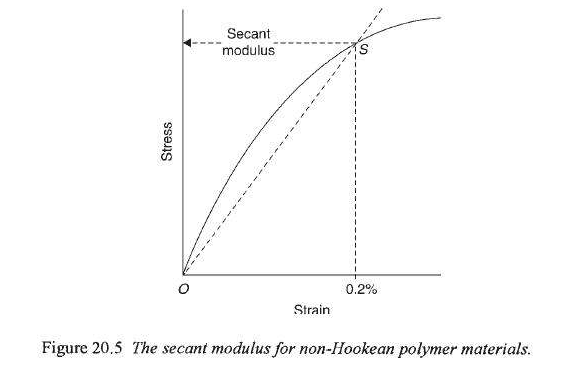 Secant
modulus
S
Stress
O
0.2%
Strain
Figure 20.5 The secant modulus for non-Hookean polymer materials.